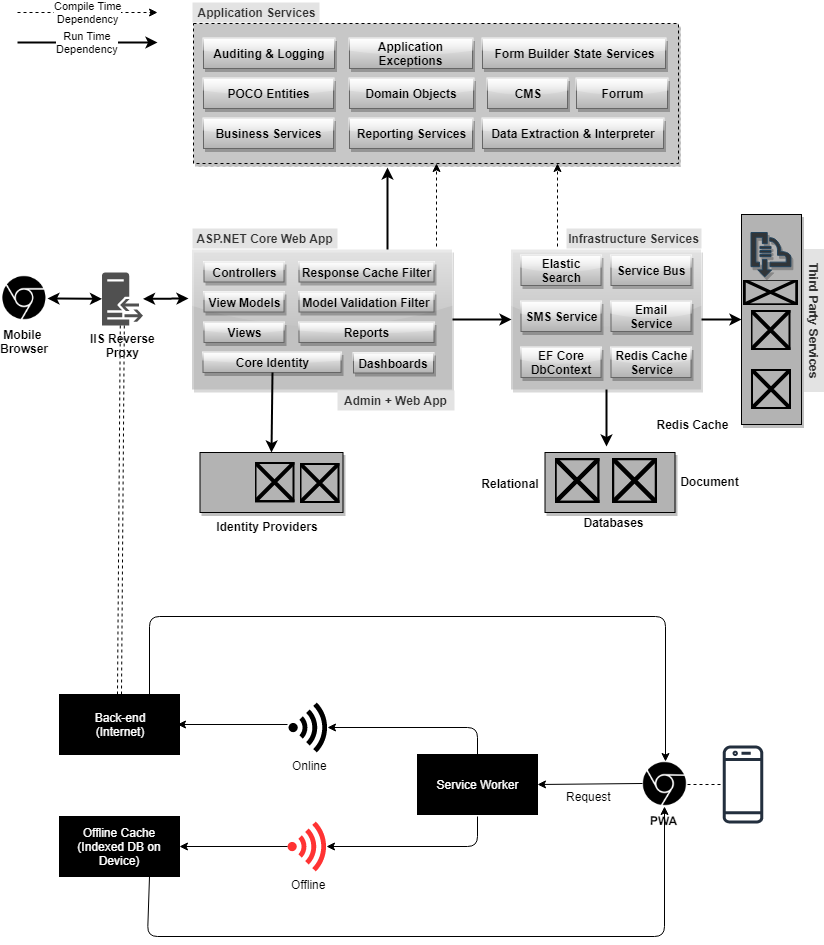 Compile Time
Dependency
Run Time
Dependency
Application Services
Auditing & Logging
Application
Exceptions
Form Builder State Services
POCO Entities
Domain Objects
CMS
Forrum
Business Services
Reporting Services
Data Extraction & Interpreter
ASP.NET Core Web App
Controllers
Response Cache Filter
View Models
Model Validation Filter
Views
Reports
Core Identity
Dashboards
Admin + Web App
Infrastructure Services
Elastic
Search
Service Bus
SMS Service
Email
Service
EF Core
DbContext
Redis Cache
Service
Third Party Services
Mobile
Browser
IIS Reverse
Proxy
Redis Cache
Identity Providers
Relational
Document
Databases
Back-end
(Internet)
Online
Service Worker
Request
PWA
Offline Cache
(Indexed DB on
Device)
Offline